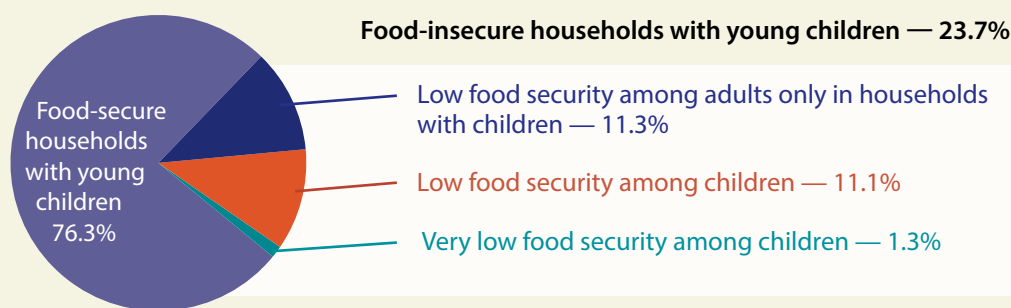 Food-insecure households with young children — 23.7%
Food-secure
households
with young
children
76.3%
Low food security among adults only in households
with children — 11.3%
Low food security among children — 11.1%
Very low food security among children — 1.3%